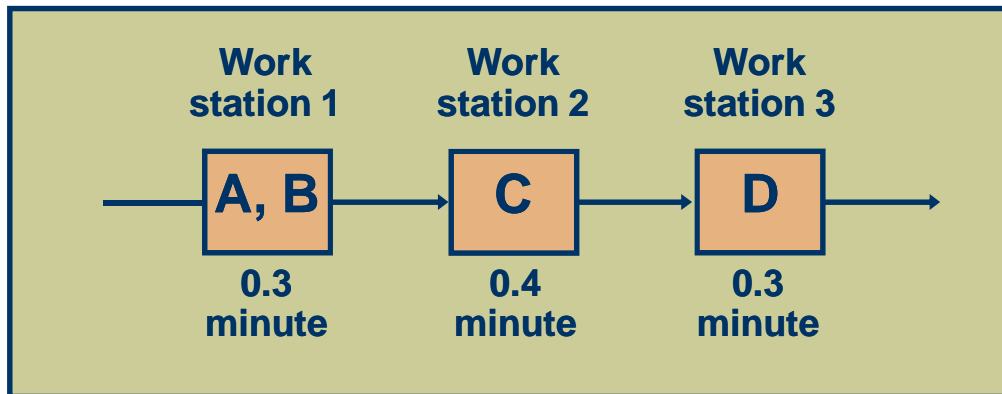 Work
station 1
Work
station 2
Work
station 3
A, B
C
D
0.3
minute
0.4
minute
0.3
minute